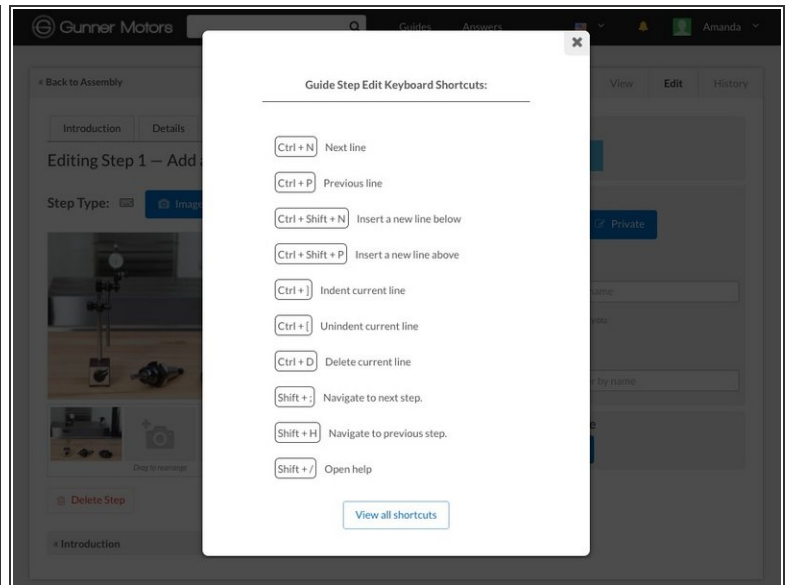 Gunner Motors
Guides Answers
Amanda
« Back to Assembly
View Edit History
Introduction Details
Editing Step 1 — Add
Step Type: Image
Private
name
you
r by name
Drag to rearrange
Delete Step
« Introduction
Guide Step Edit Keyboard Shortcuts:
Ctrl + N Next line
Ctrl + P Previous line
Ctrl + Shift + N Insert a new line below
Ctrl + Shift + P Insert a new line above
Ctrl + ] Indent current line
Ctrl + [ Unindent current line
Ctrl + D Delete current line
Shift + ; Navigate to next step.
Shift + H Navigate to previous step.
Shift + / Open help
View all shortcuts